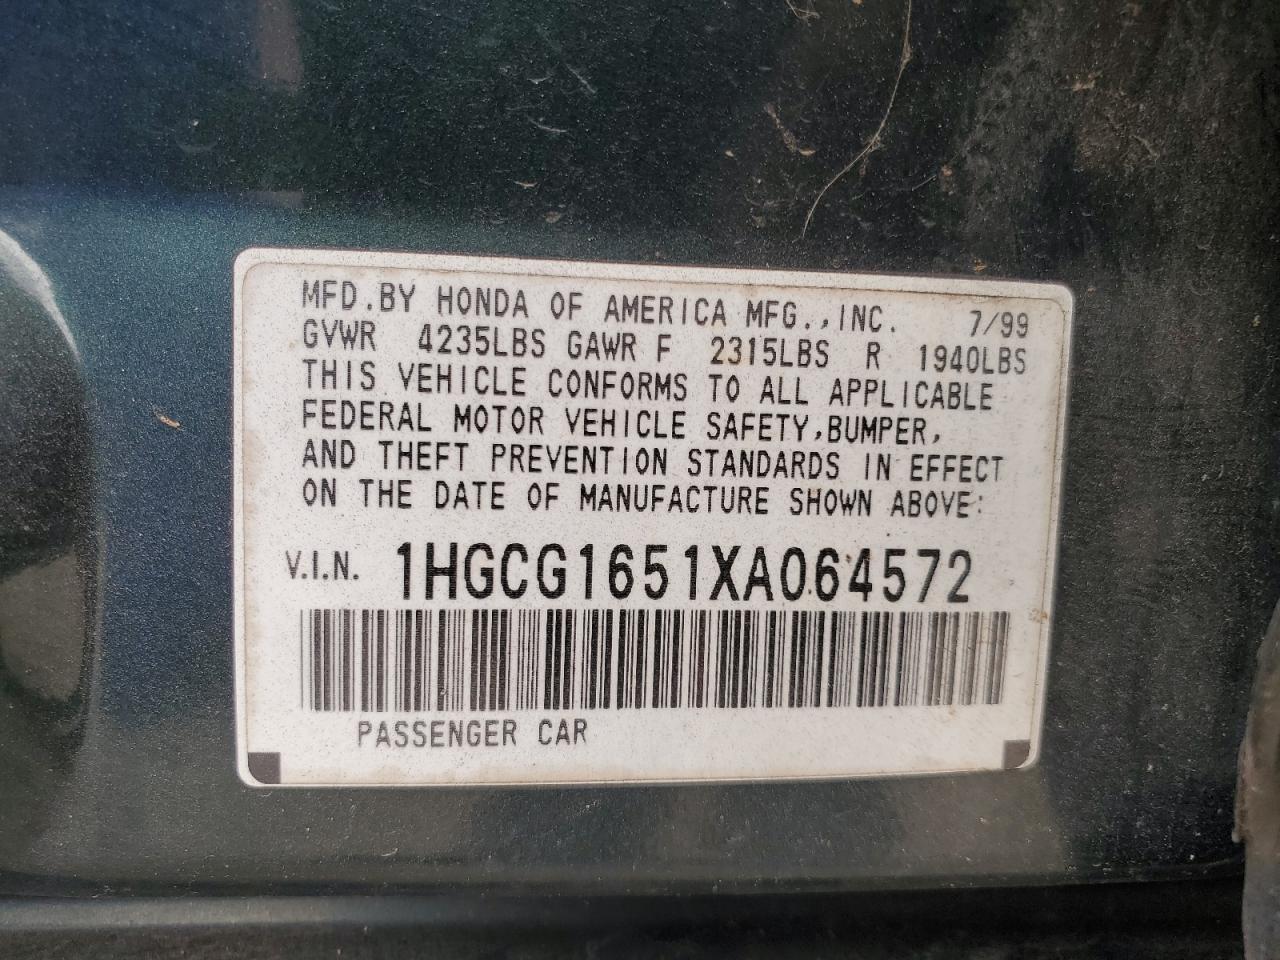 MFD.BY HONDA OF AMERICA MFG.,INC. 7/99
GVWR 4235LBS GAWR F 2315LBS R 1940LBS
THIS VEHICLE CONFORMS TO ALL APPLICABLE
FEDERAL MOTOR VEHICLE SAFETY,BUMPER,
AND THEFT PREVENTION STANDARDS IN EFFECT
ON THE DATE OF MANUFACTURE SHOWN ABOVE:
V.I.N. 1HGCG1651XA064572
PASSENGER CAR